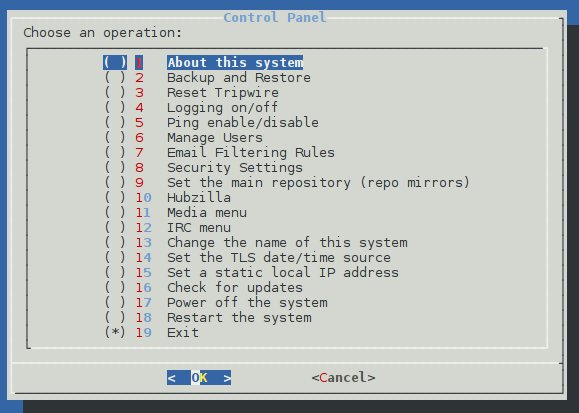 Control Panel
Choose an operation:
( ) 1 About this system
( ) 2 Backup and Restore
( ) 3 Reset Tripwire
( ) 4 Logging on/off
( ) 5 Ping enable/disable
( ) 6 Manage Users
( ) 7 Email Filtering Rules
( ) 8 Security Settings
( ) 9 Set the main repository (repo mirrors)
( ) 10 Hubzilla
( ) 11 Media menu
( ) 12 IRC menu
( ) 13 Change the name of this system
( ) 14 Set the TLS date/time source
( ) 15 Set a static local IP address
( ) 16 Check for updates
( ) 17 Power off the system
( ) 18 Restart the system
(*) 19 Exit
< OK > <Cancel>